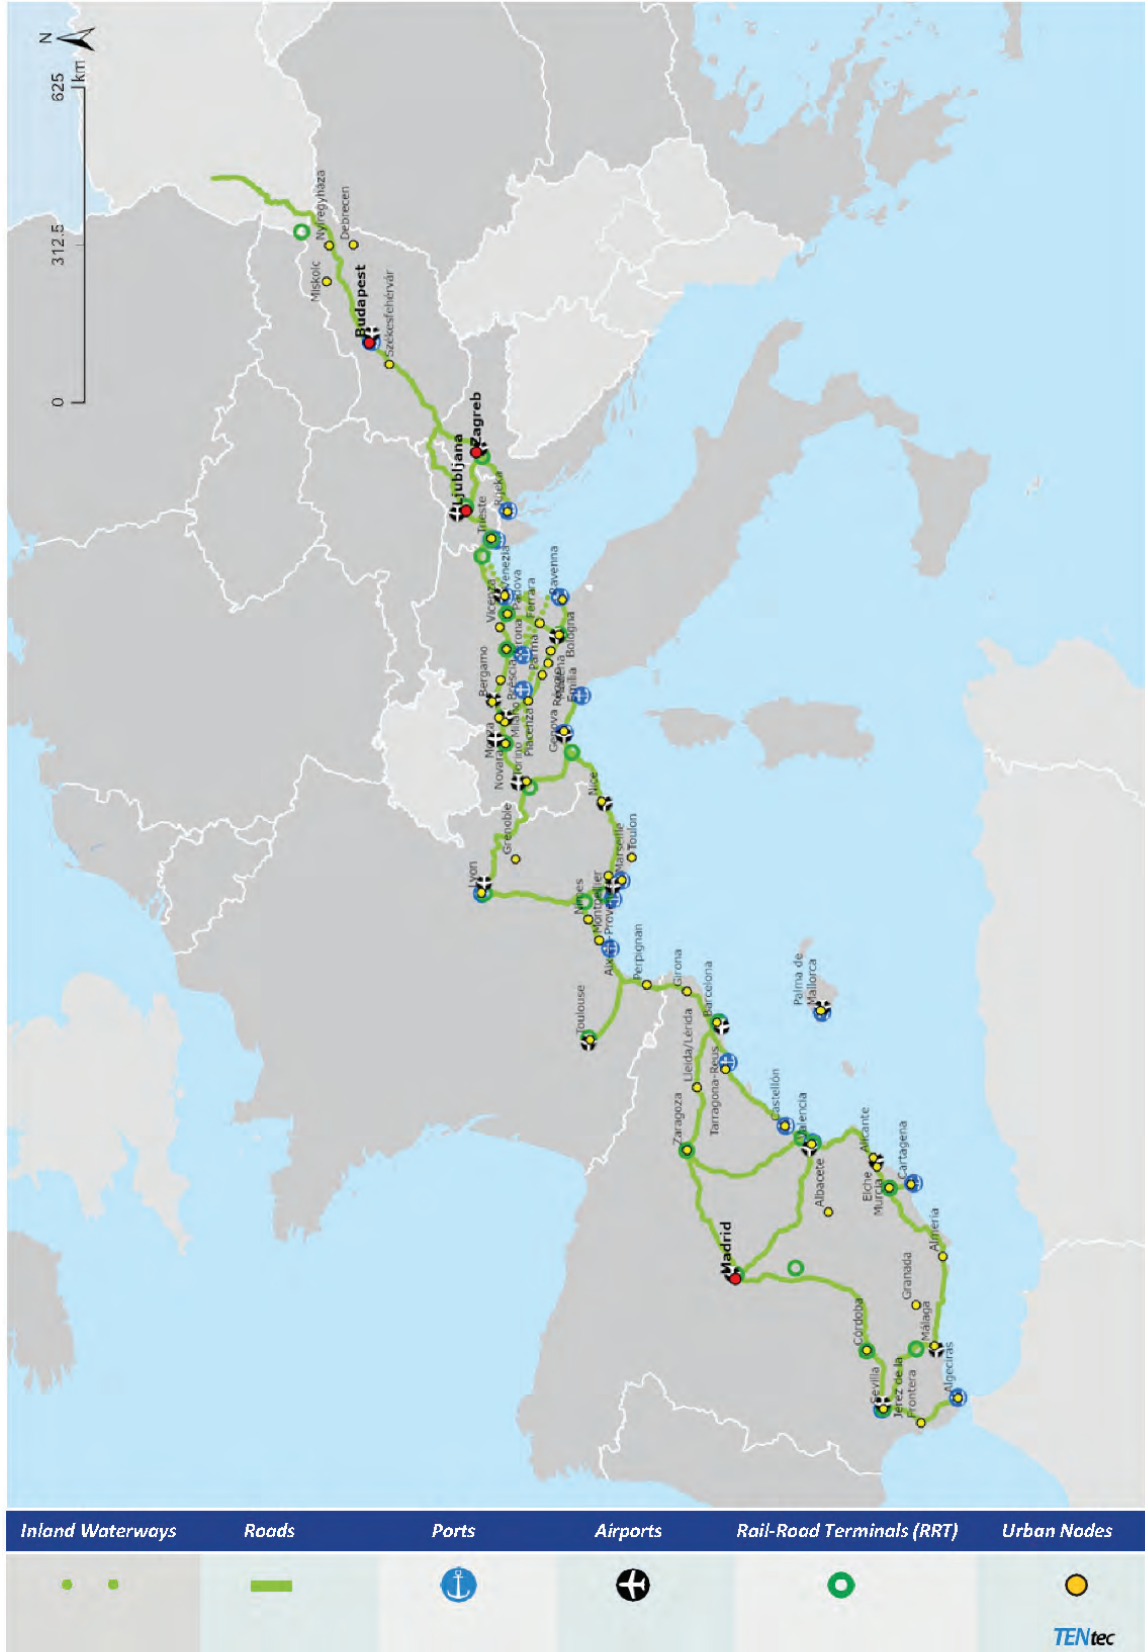 N
625
km
312.5
0
Nyíregyháza
Debrecen
Miskolc
Budapest
Székesfehérvár
Zagreb
Ljubljana
Rijeka
Trieste
Venezia
Padova
Vicenza
Ferrara
Ravenna
Parma
Bologna
Bergamo
Brescia
Emilia
Milano
Piacenza
Genova
Novara
Torino
Nice
Grenoble
Lyon
Marseille
Toulon
Nîmes
Montpellier
Perpignan
Girona
Toulouse
Barcelona
Lleida/Lérida
Tarragona-Reus
Palma de
Mallorca
Zaragoza
Castellón
Valencia
Alicante
Albacete
Elche
Murcia
Cartagena
Almería
Madrid
Granada
Córdoba
Málaga
Sevilla
Jerez de la
Frontera
Algeciras
Inland Waterways
Roads
Ports
Airports
Rail-Road Terminals (RRT)
Urban Nodes
TENtec